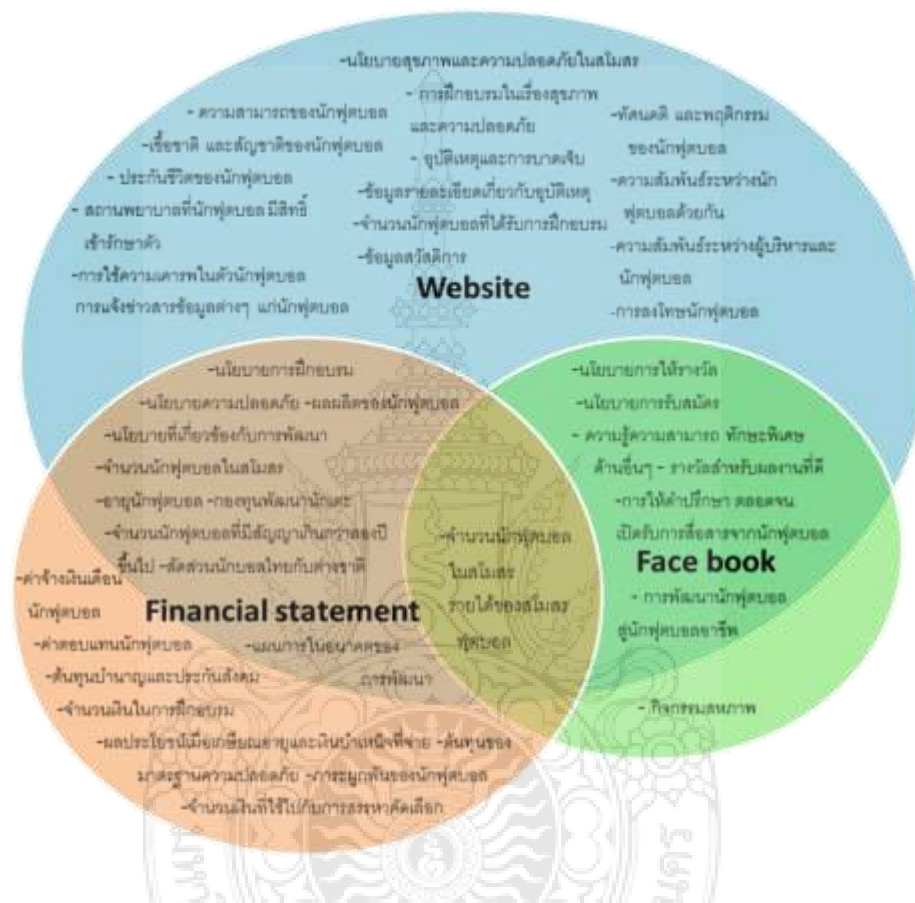 -นโยบายสุขภาพและความปลอดภัยในสโมสร
- การฝึกอบรมในเรื่องสุขภาพ
และความปลอดภัย
- อุบัติเหตุและการบาดเจ็บ
-ข้อมูลรายละเอียดเกี่ยวกับอุบัติเหตุ
-จำนวนนักฟุตบอลที่ได้รับการฝึกอบรม
-ข้อมูลสวัสดิการ
- ความสามารถของนักฟุตบอล
-เชื้อชาติ และสัญชาติของนักฟุตบอล
- ประกันชีวิตของนักฟุตบอล
- สถานพยาบาลที่นักฟุตบอล มีสิทธิ์
เข้ารักษาตัว
-การใช้ความเคารพในตัวนักฟุตบอล
การแจ้งข่าวสารข้อมูลต่างๆ แก่นักฟุตบอล
-ทัศนคติ และพฤติกรรม
ของนักฟุตบอล
-ความสัมพันธ์ระหว่างนัก
ฟุตบอลด้วยกัน
-ความสัมพันธ์ระหว่างผู้บริหารและ
นักฟุตบอล
-การลงโทษนักฟุตบอล
Website
-นโยบายการฝึกอบรม
-นโยบายความปลอดภัย -ผลผลิตของนักฟุตบอล
-นโยบายที่เกี่ยวข้องกับการพัฒนา
-จำนวนนักฟุตบอลในสโมสร
-อายุนักฟุตบอล -กองทุนพัฒนานักเตะ
-จำนวนนักฟุตบอลที่มีสัญญาเกินกว่าสองปี
ขึ้นไป -สัดส่วนนักบอลไทยกับต่างชาติ
-นโยบายการให้รางวัล
-นโยบายการรับสมัคร
- ความรู้ความสามารถ ทักษะพิเศษ
ด้านอื่นๆ - รางวัลสำหรับผลงานที่ดี
-การให้คำปรึกษา ตลอดจน
เปิดรับการสื่อสารจากนักฟุตบอล
Face book
- การพัฒนานักฟุตบอล
สู่นักฟุตบอลอาชีพ
- กิจกรรมสหภาพ
-จำนวนนักฟุตบอล
ในสโมสร
รายได้ของสโมสร
ฟุตบอล
-ค่าจ้างเงินเดือน
นักฟุตบอล
Financial statement
-ค่าตอบแทนนักฟุตบอล -แผนการในอนาคตของ
การพัฒนา
-ต้นทุนบำนาญและประกันสังคม
-จำนวนเงินในการฝึกอบรม
-ผลประโยชน์เมื่อเกษียณอายุและเงินบำเหน็จที่จ่าย -ต้นทุนของ
มาตรฐานความปลอดภัย -ภาระผูกพันของนักฟุตบอล
-จำนวนเงินที่ใช้ไปกับการสรรหาคัดเลือก